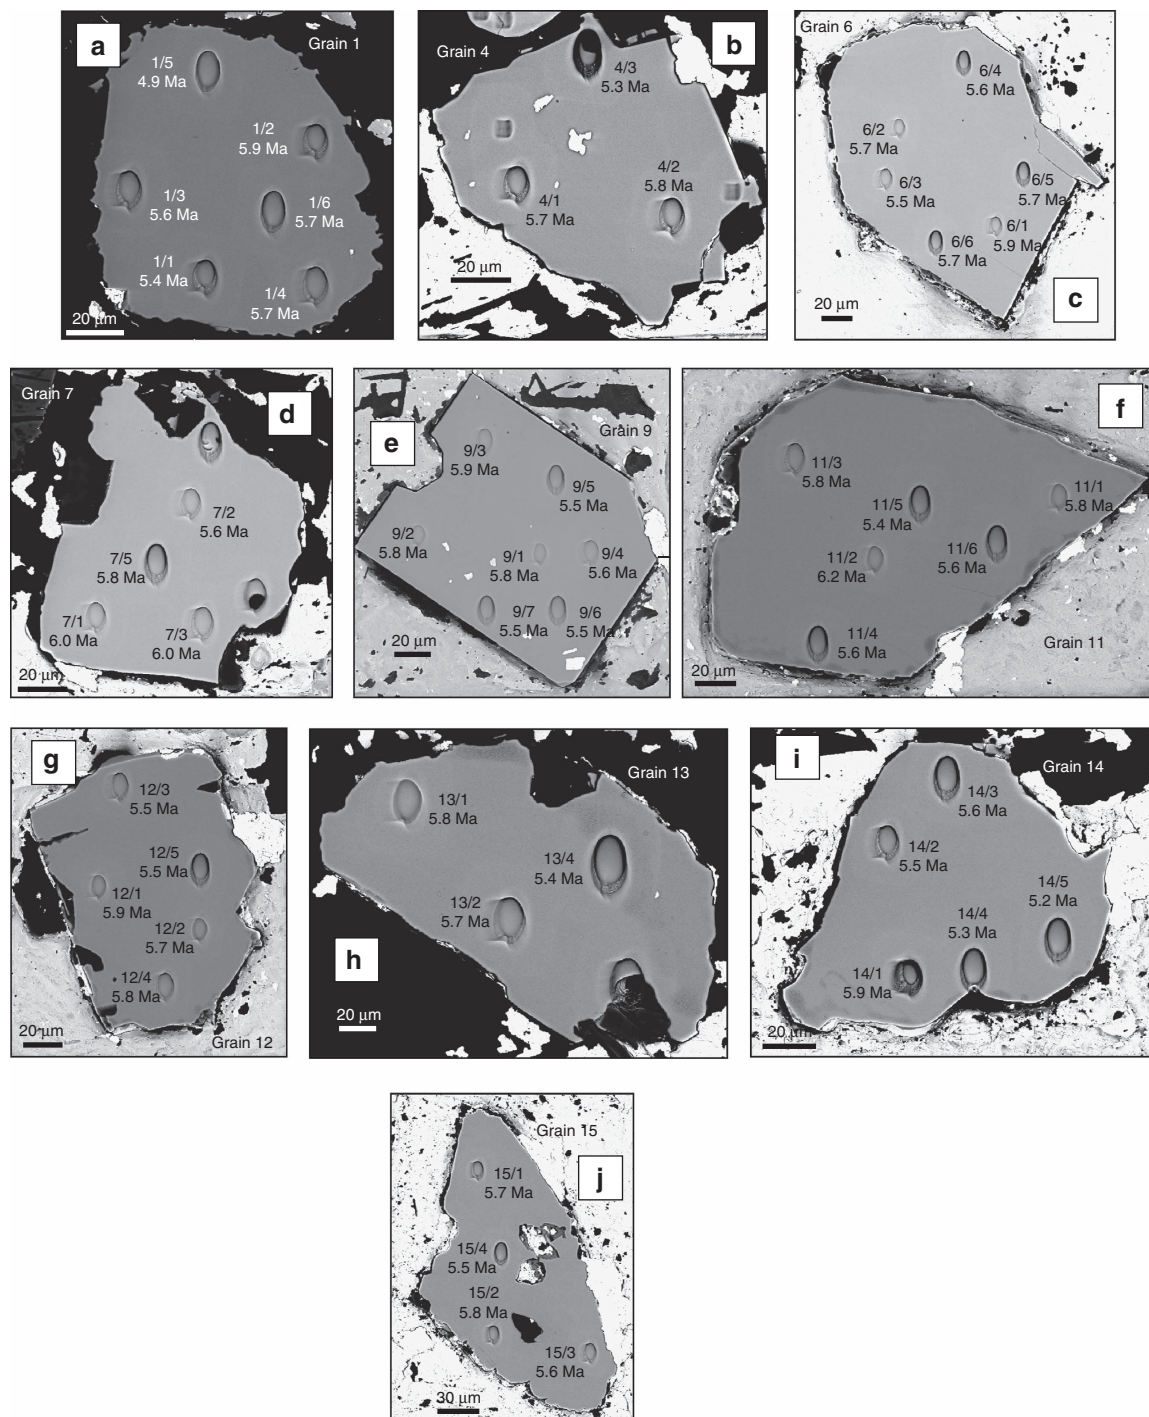 a
Grain 1
1/5
4.9 Ma
1/2
5.9 Ma
1/3
5.6 Ma
1/6
5.7 Ma
1/1
5.4 Ma
1/4
5.7 Ma
20 µm
b
Grain 4
4/3
5.3 Ma
4/2
5.8 Ma
4/1
5.7 Ma
20 µm
Grain 6
6/4
5.6 Ma
6/2
5.7 Ma
6/3
5.5 Ma
6/5
5.7 Ma
6/1
5.9 Ma
6/6
5.7 Ma
c
20 µm
Grain 7
d
7/2
5.6 Ma
7/5
5.8 Ma
7/1
6.0 Ma
7/3
6.0 Ma
20 µm
e
Grain 9
9/3
5.9 Ma
9/5
5.5 Ma
9/2
5.8 Ma
9/1
5.8 Ma
9/4
5.6 Ma
9/7
5.5 Ma
9/6
5.5 Ma
20 µm
f
11/3
5.8 Ma
11/5
5.4 Ma
11/1
5.8 Ma
11/2
6.2 Ma
11/6
5.6 Ma
11/4
5.6 Ma
Grain 11
20 µm
g
12/3
5.5 Ma
12/5
5.5 Ma
12/1
5.9 Ma
12/2
5.7 Ma
12/4
5.8 Ma
20 µm
Grain 12
Grain 13
13/1
5.8 Ma
13/4
5.4 Ma
13/2
5.7 Ma
h
20 µm
i
Grain 14
14/3
5.6 Ma
14/2
5.5 Ma
14/5
5.2 Ma
14/4
5.3 Ma
14/1
5.9 Ma
20 µm
Grain 15
j
15/1
5.7 Ma
15/4
5.5 Ma
15/2
5.8 Ma
15/3
5.6 Ma
30 µm